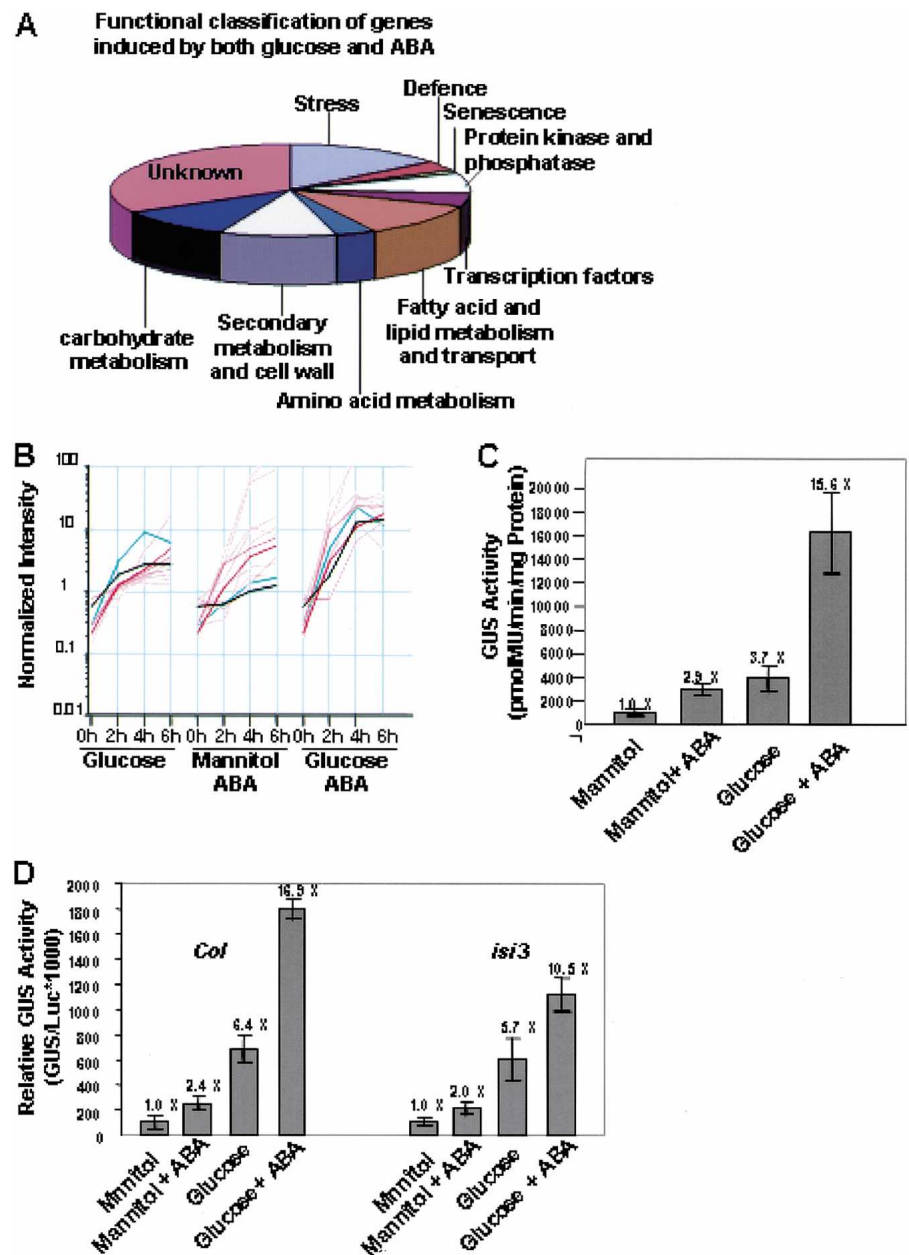 A
Functional classification of genes
induced by both glucose and ABA
Defence
Stress
Senescence
Protein kinase and
phosphatase
Unknown
Transcription factors
Fatty acid and
lipid metabolism
and transport
Secondary
metabolism
and cell wall
carbohydrate
metabolism
Amino acid metabolism
B
Normalized Intensity
100
10
1
0.1
0.01
0h 2h 4h 6h 0h 2h 4h 6h 0h 2h 4h 6h
Glucose Mannitol Glucose
ABA ABA
C
GUS Activity
(pmolMU/min/mg Protein)
20000
18000
16000
14000
12000
10000
8000
6000
4000
2000
0
1.0 X
2.9 X
3.7 X
15.6 X
Mannitol
Mannitol+ ABA
Glucose
Glucose + ABA
D
Relative GUS Activity
(GUS/Luc*1000)
2000
1800
1600
1400
1200
1000
800
600
400
200
0
Col
1.0 X
2.4 X
6.4 X
16.9 X
isi3
1.0 X
2.0 X
5.7 X
10.5 X
Mnnitol
Mannitol + ABA
Glucose
Glucose+ ABA
Mnnitol
Mannitol + ABA
Glucose
Glucose + ABA